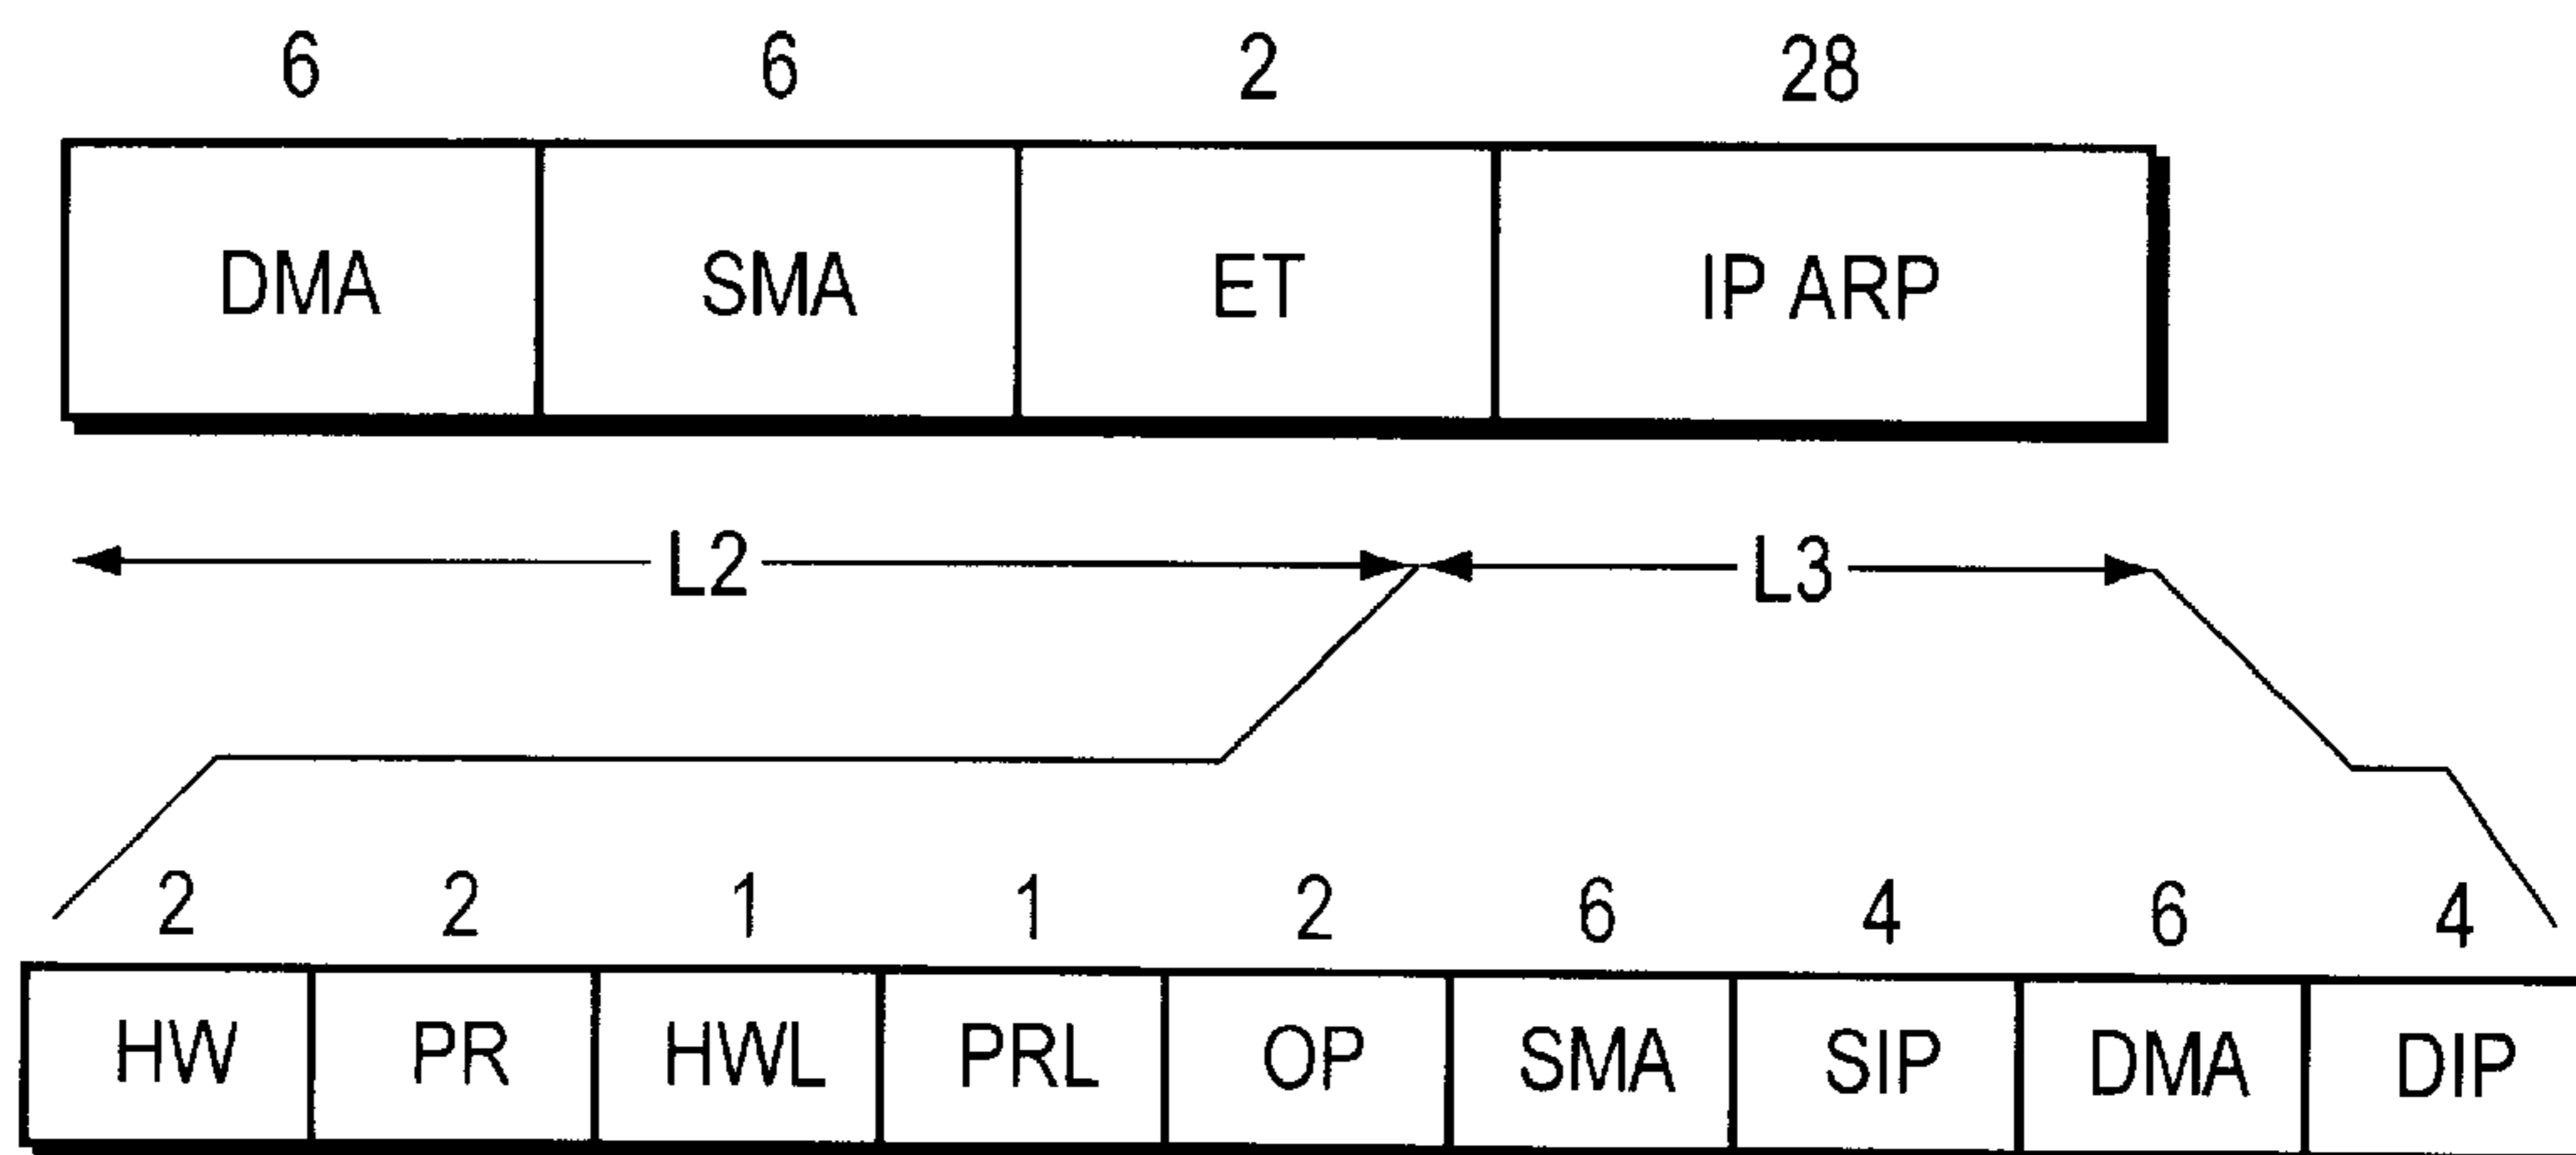 6 6 2 28
DMA SMA ET IP ARP
L2 L3
2 2 1 1 2 6 4 6 4
HW PR HWL PRL OP SMA SIP DMA DIP